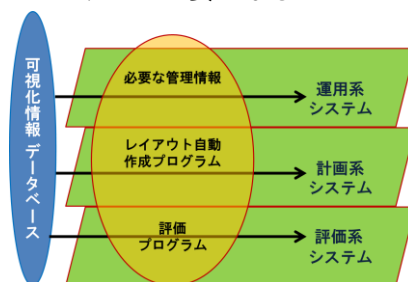 可視化情報データベース
必要な管理情報
運用系
システム
レイアウト自動
作成プログラム
計画系
システム
評価
プログラム
評価系
システム